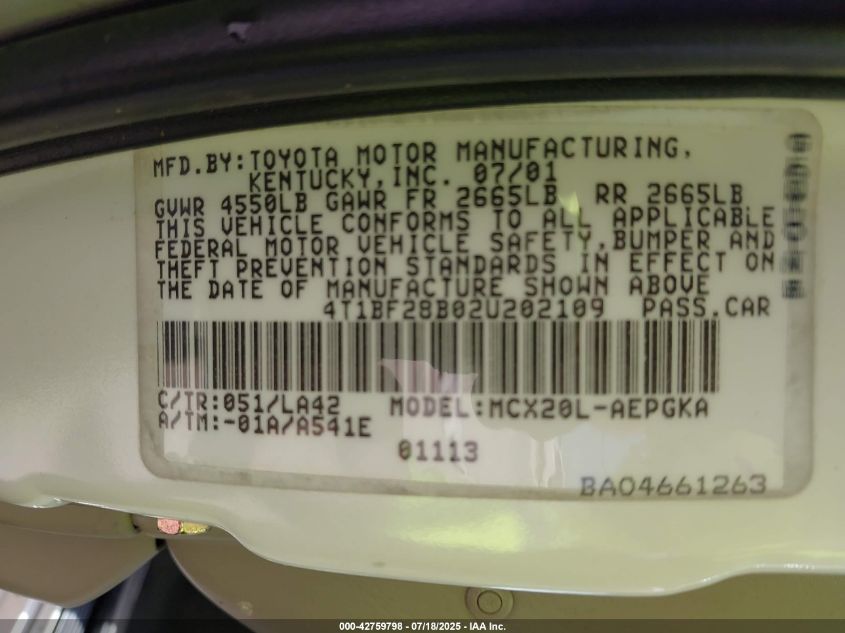 MFD.BY:TOYOTA MOTOR MANUFACTURING,
KENTUCKY,INC. 07/01
GVWR 4550LB GAWR FR 2665LB RR 2665LB
THIS VEHICLE CONFORMS TO ALL APPLICABLE
FEDERAL MOTOR VEHICLE SAFETY,BUMPER AND
THEFT PREVENTION STANDARDS IN EFFECT ON
THE DATE OF MANUFACTURE SHOWN ABOVE
4T1BF28B02U202109 PASS.CAR
C/TR:051/LA42 MODEL:MCX20L-AEPGKA
A/TM:-01A/A541E
01113
BA04661263
000-42759798 - 07/18/2025 - IAA Inc.